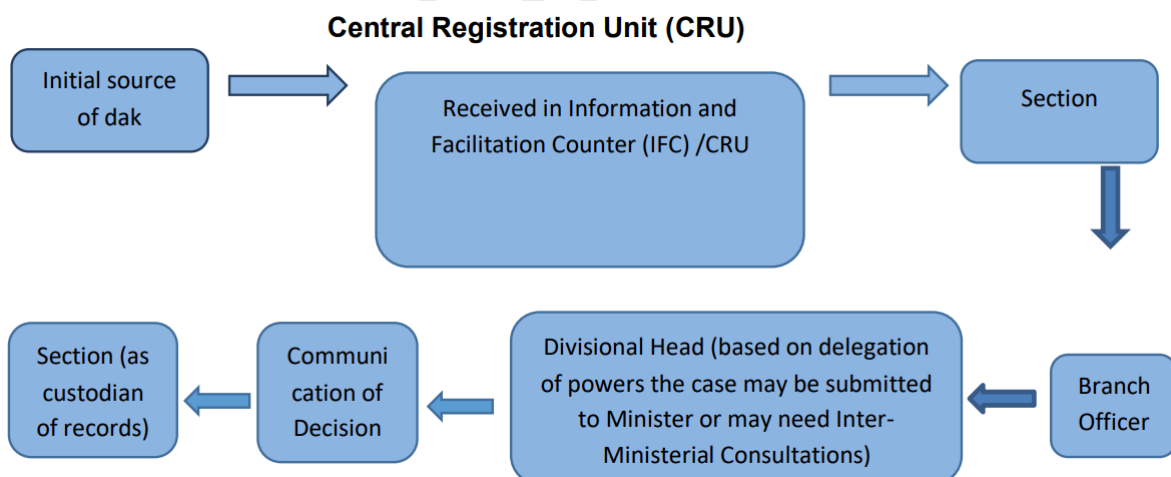 Central Registration Unit (CRU)
Initial source
of dak
Received in Information and
Facilitation Counter (IFC) /CRU
Section
Branch
Officer
Divisional Head (based on delegation
of powers the case may be submitted
to Minister or may need Inter-
Ministerial Consultations)
Communi
cation of
Decision
Section (as
custodian
of records)